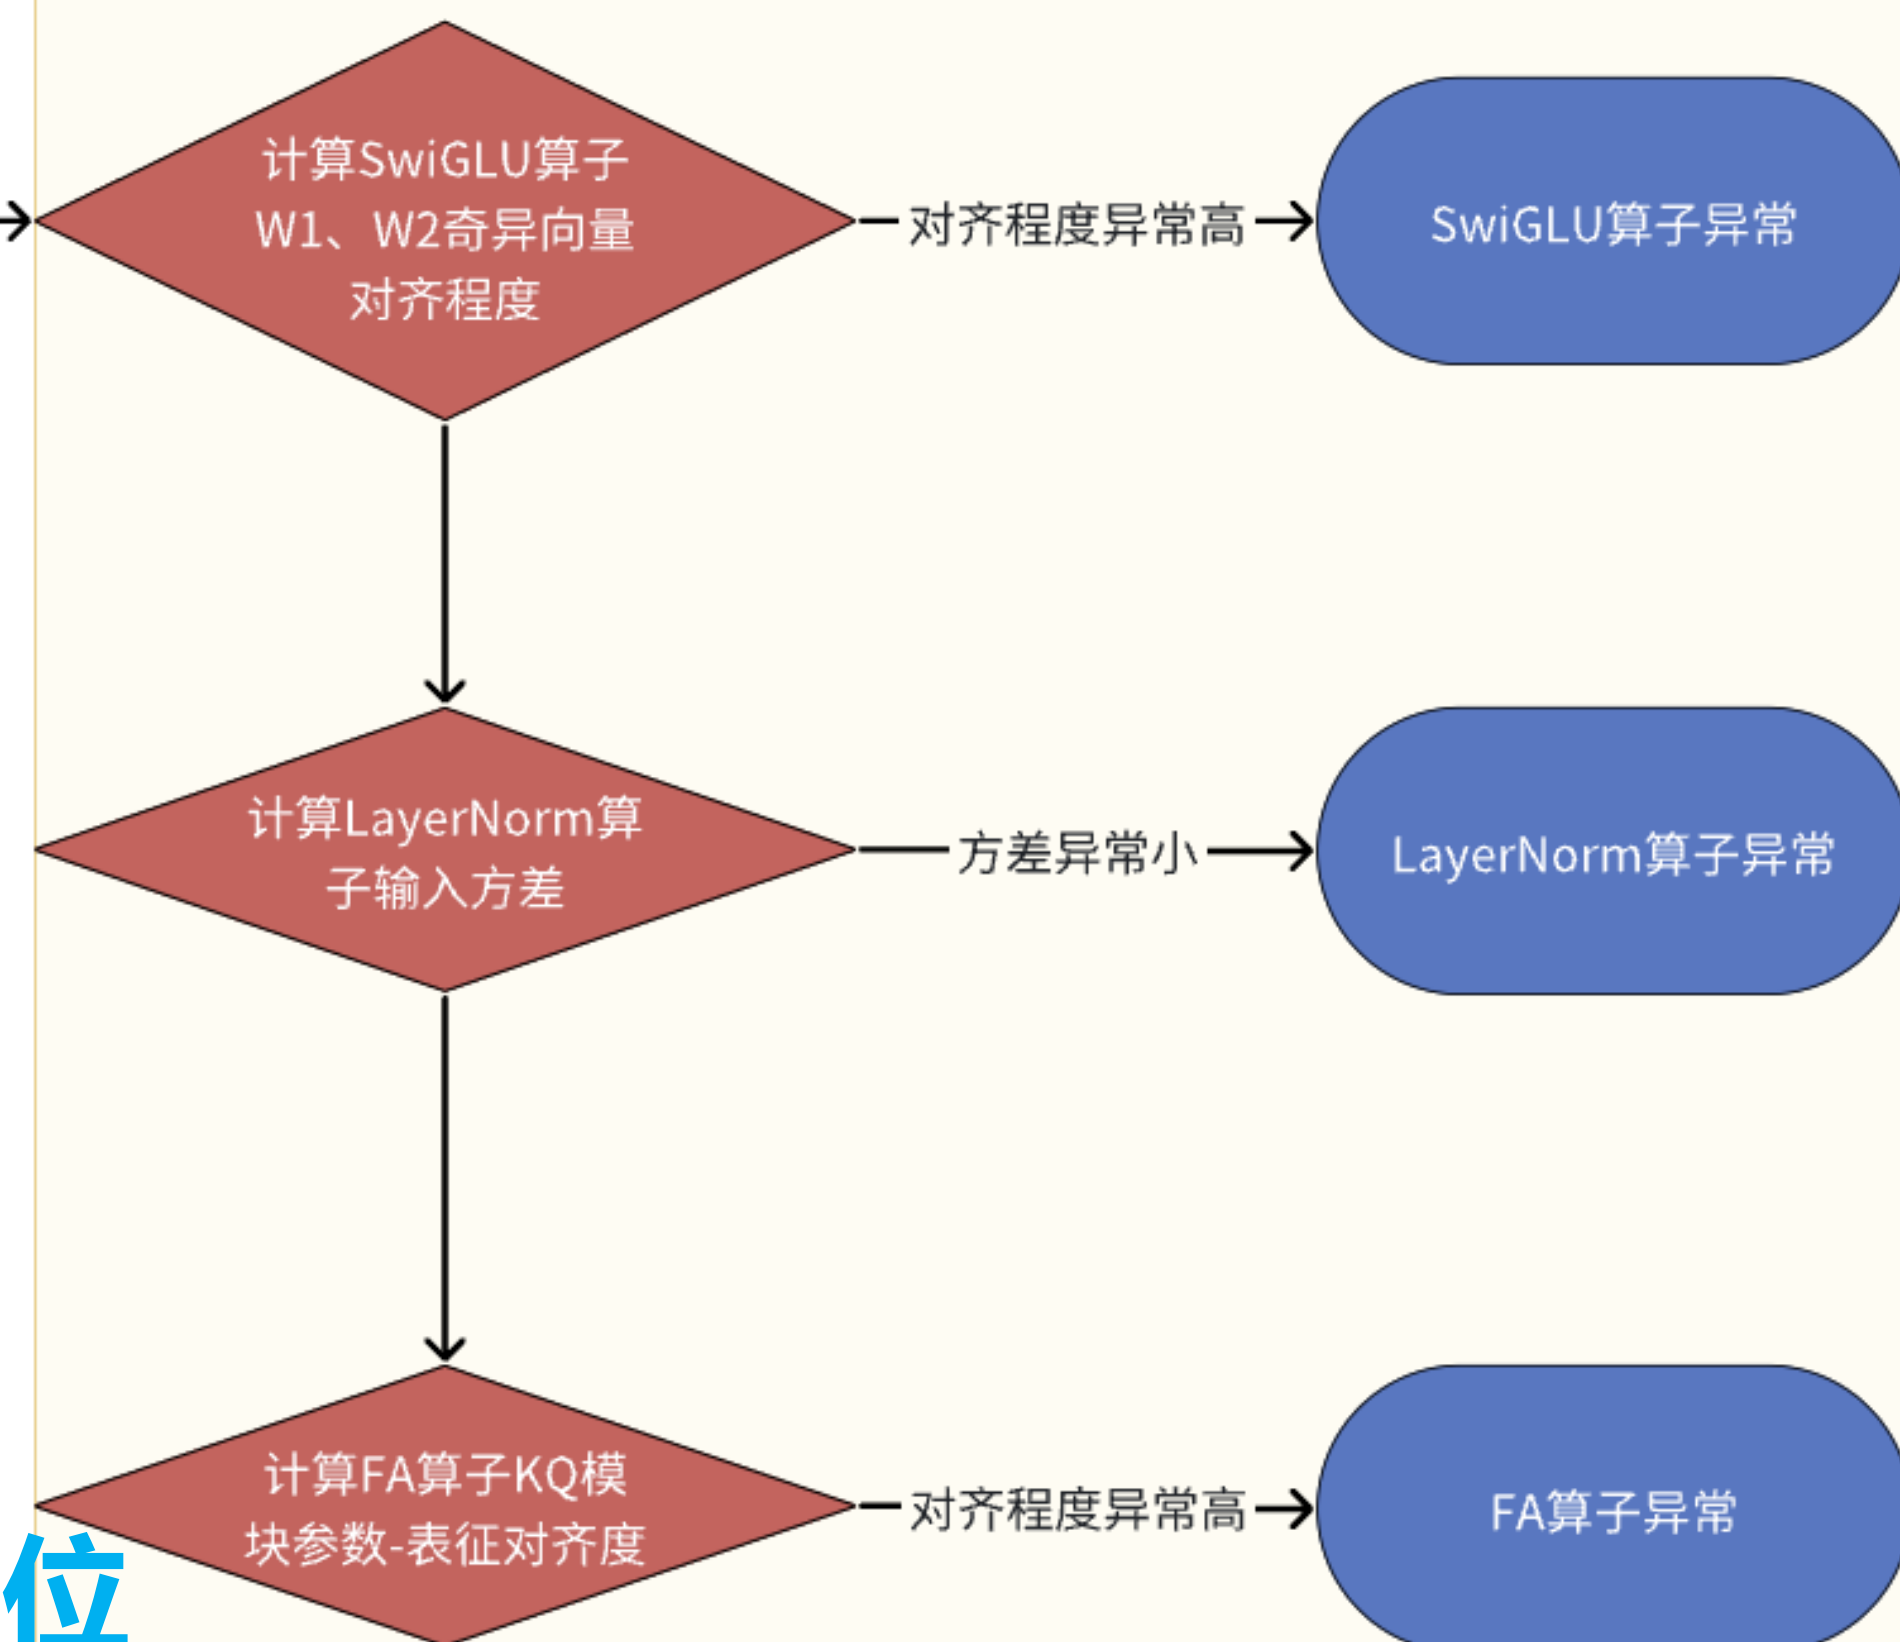 计算SwiGLU算子
W1、W2奇异向量
对齐程度
对齐程度异常高
SwiGLU算子异常
计算LayerNorm算
子输入方差
方差异常小
LayerNorm算子异常
计算FA算子KQ模
块参数-表征对齐度
对齐程度异常高
FA算子异常
位